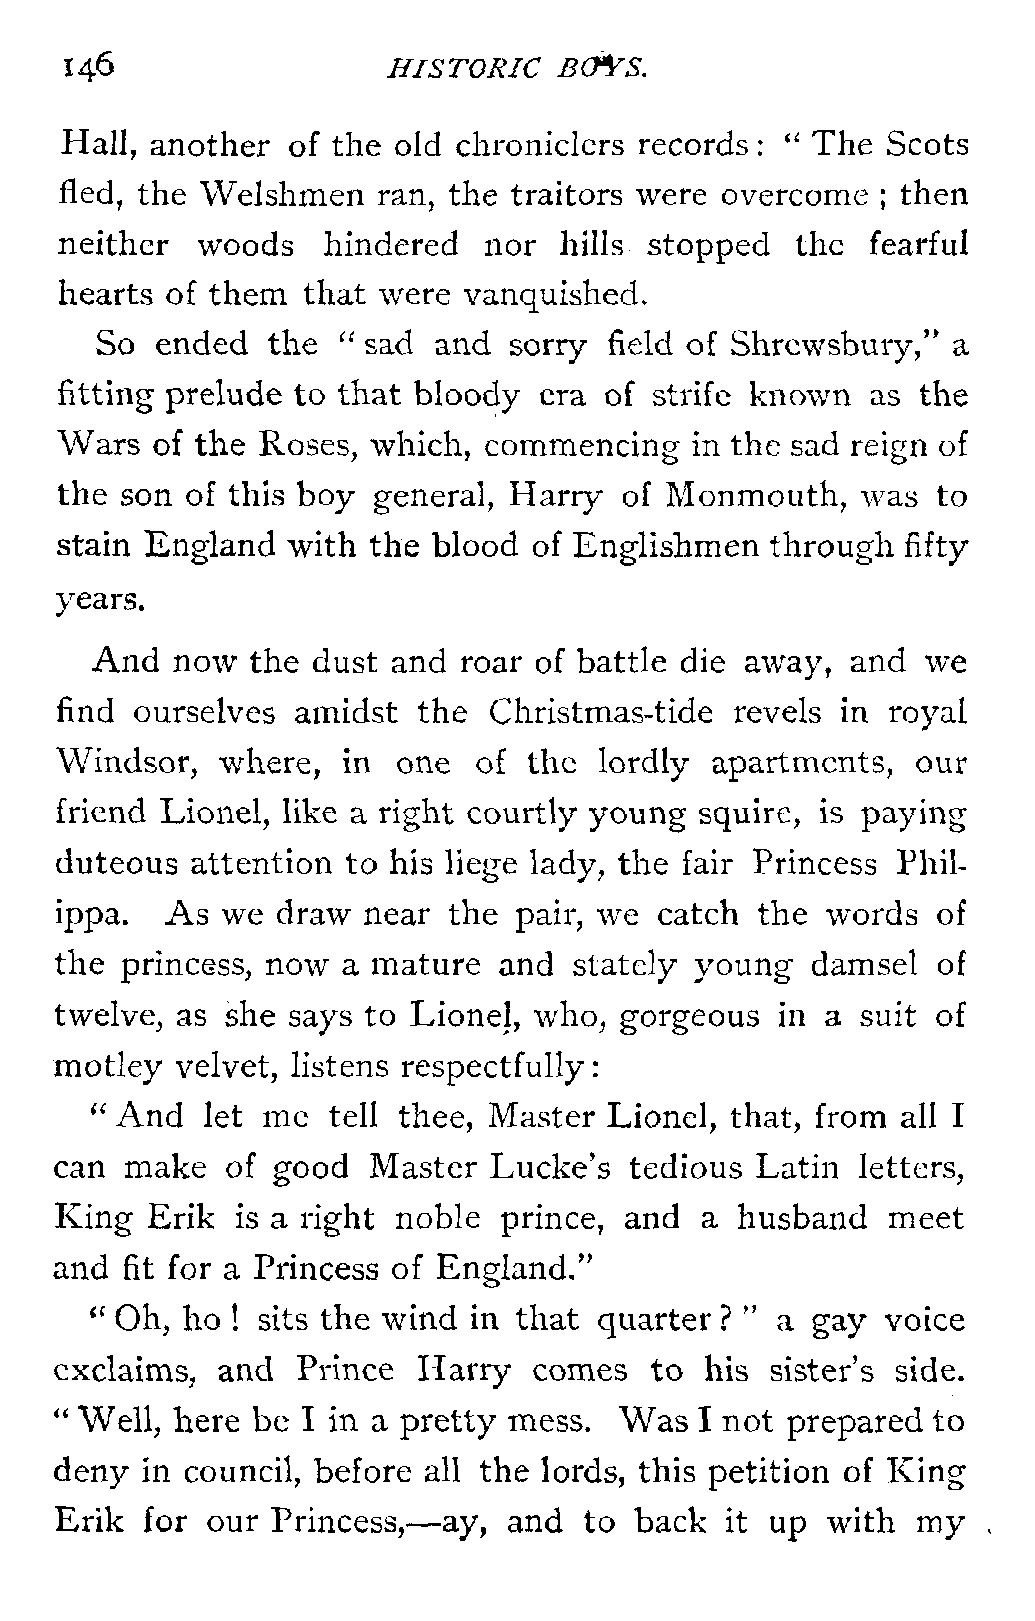 146 HISTORIC BOYS.
Hall, another of the old chroniclers records: " The Scots
fled, the Welshmen ran, the traitors were overcome ; then
neither woods hindered nor hills stopped the fearful
hearts of them that were vanquished.
So ended the " sad and sorry field of Shrewsbury," a
fitting prelude to that bloody era of strife known as the
Wars of the Roses, which, commencing in the sad reign of
the son of this boy general, Harry of Monmouth, was to
stain England with the blood of Englishmen through fifty
years.
And now the dust and roar of battle die away, and we
find ourselves amidst the Christmas-tide revels in royal
Windsor, where, in one of the lordly apartments, our
friend Lionel, like a right courtly young squire, is paying
duteous attention to his liege lady, the fair Princess Phil-
ippa. As we draw near the pair, we catch the words of
the princess, now a mature and stately young damsel of
twelve, as she says to Lionel, who, gorgeous in a suit of
motley velvet, listens respectfully:
" And let me tell thee, Master Lionel, that, from all I
can make of good Master Lucke's tedious Latin letters,
King Erik is a right noble prince, and a husband meet
and fit for a Princess of England."
" Oh, ho ! sits the wind in that quarter ? " a gay voice
exclaims, and Prince Harry comes to his sister's side.
" Well, here be I in a pretty mess. Was I not prepared to
deny in council, before all the lords, this petition of King
Erik for our Princess,—ay, and to back it up with my